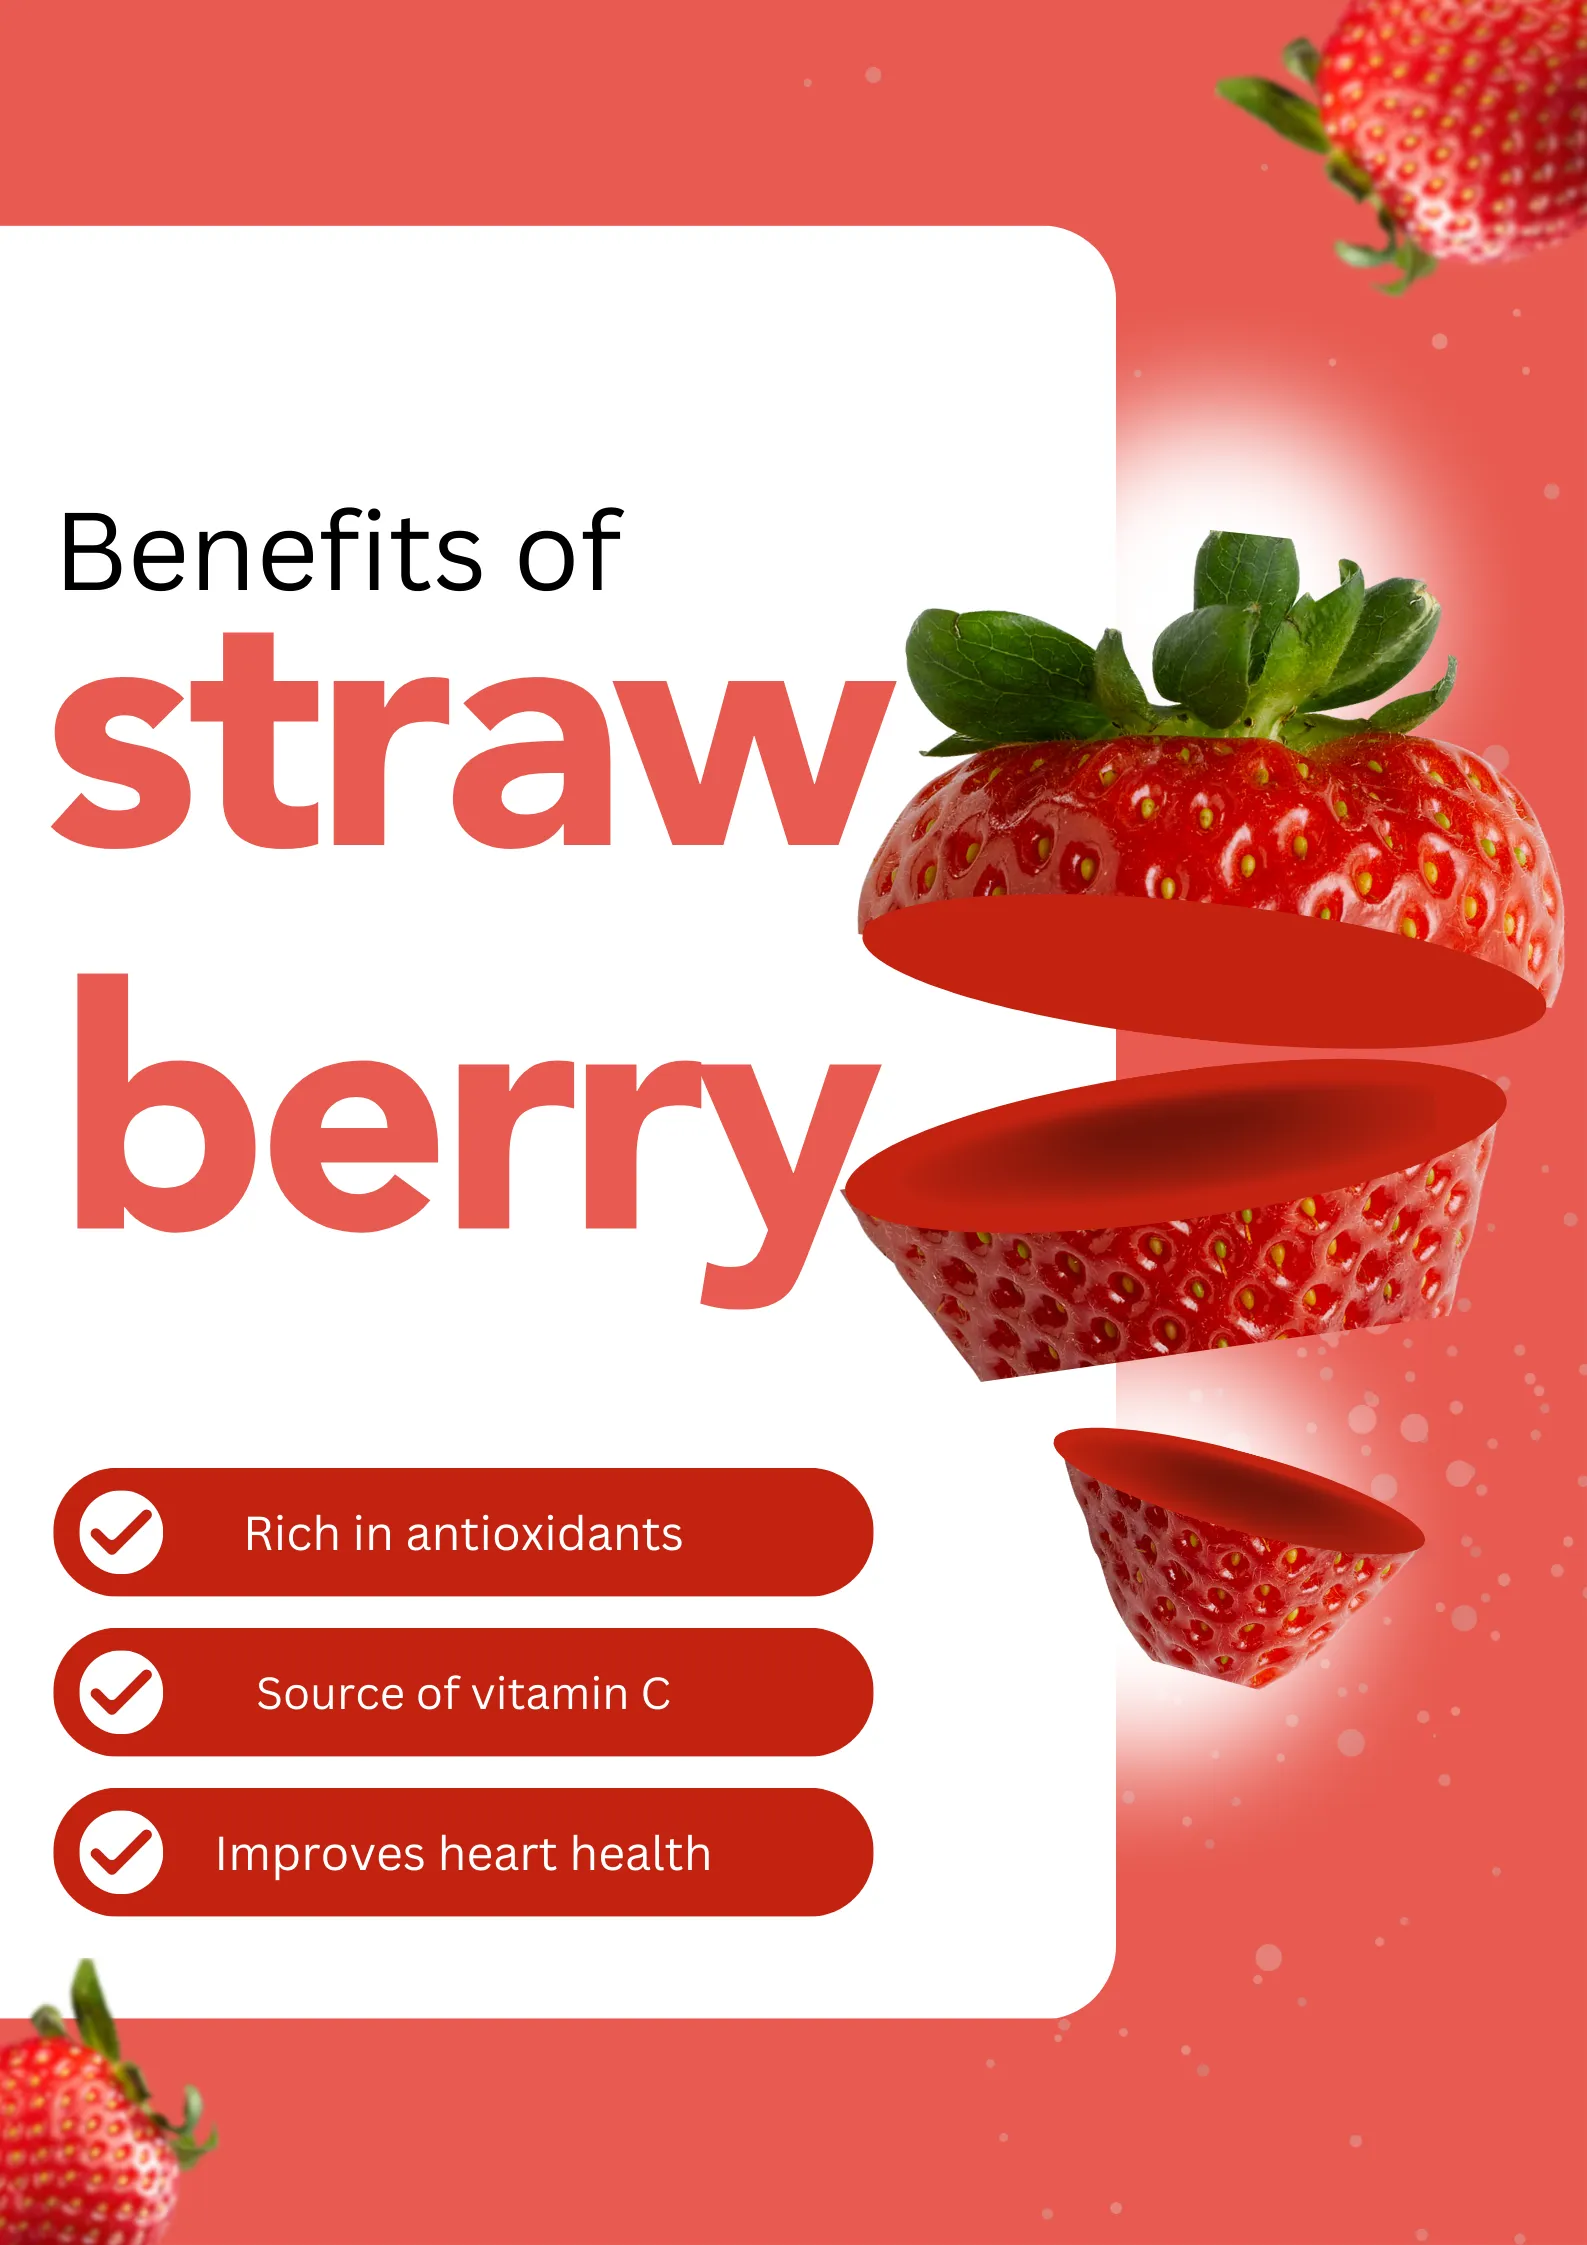 Benefits of
straw
berry
Rich in antioxidants
Source of vitamin C
Improves heart health